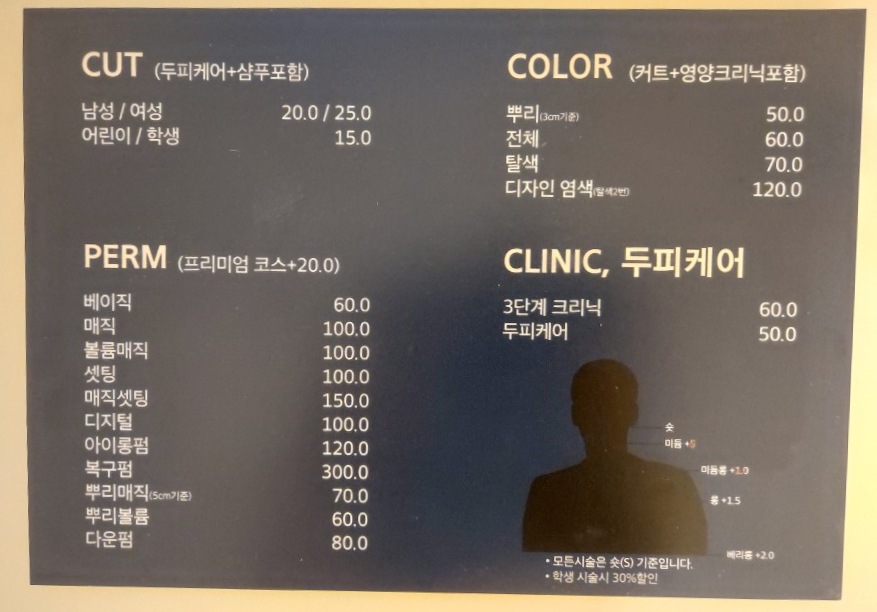 CUT (두피케어+샴푸포함)
남성 / 여성 20.0 / 25.0
어린이 / 학생 15.0
COLOR (커트+영양크리닉포함)
뿌리(3cm기준) 50.0
전체 60.0
탈색 70.0
디자인 염색(탈색2번) 120.0
PERM (프리미엄 코스+20.0)
베이직 60.0
매직 100.0
볼륨매직 100.0
셋팅 100.0
매직셋팅 150.0
디지털 100.0
아이롱펌 120.0
복구펌 300.0
뿌리매직(5cm기준) 70.0
뿌리볼륨 60.0
다운펌 80.0
CLINIC, 두피케어
3단계 크리닉 60.0
두피케어 50.0
숏
미듐 +5
미듐롱 +1.0
롱 +1.5
베리롱 +2.0
• 모든시술은 숏(S) 기준입니다.
• 학생 시술시 30%할인